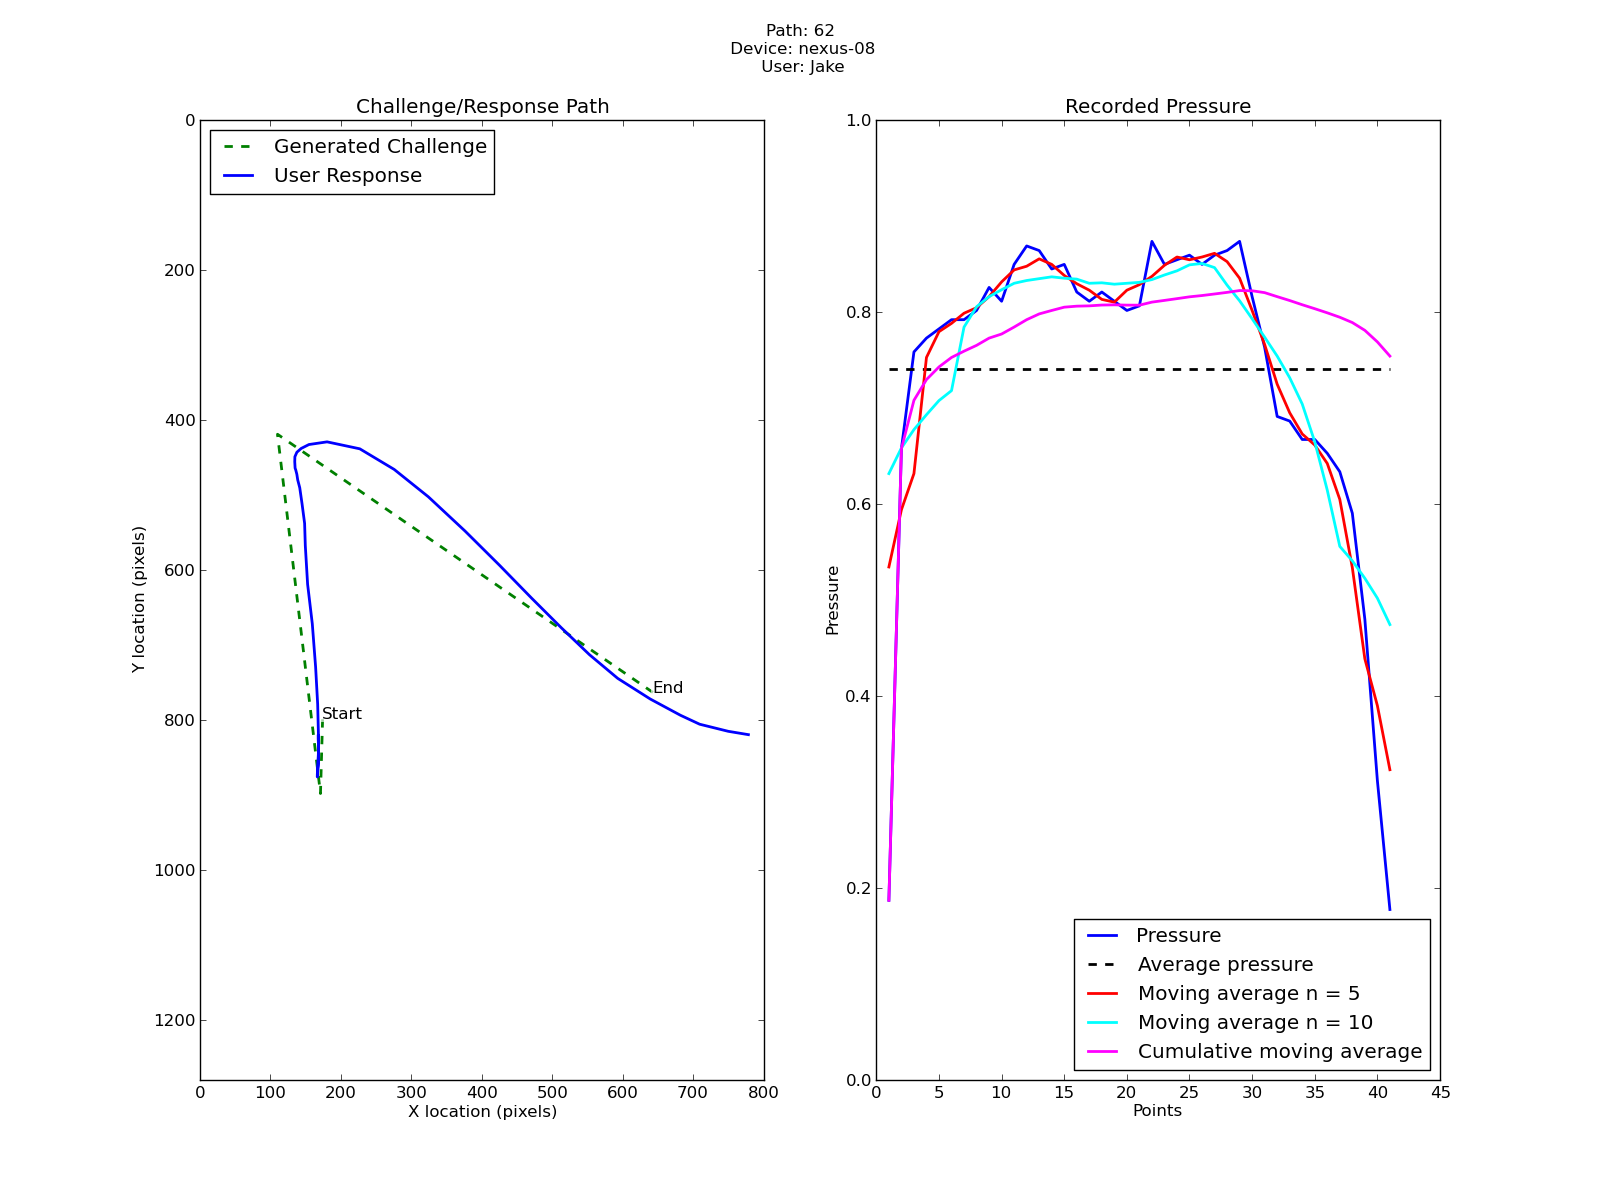 Path: 62
Device: nexus-08
User: Jake
Challenge/Response Path
Generated Challenge
User Response
0
200
400
600
800
1000
1200
Y location (pixels)
Start
End
0 100 200 300 400 500 600 700 800
X location (pixels)
Recorded Pressure
1.0
0.8
0.6
0.4
0.2
0.0
Pressure
Pressure
Average pressure
Moving average n = 5
Moving average n = 10
Cumulative moving average
0 5 10 15 20 25 30 35 40 45
Points